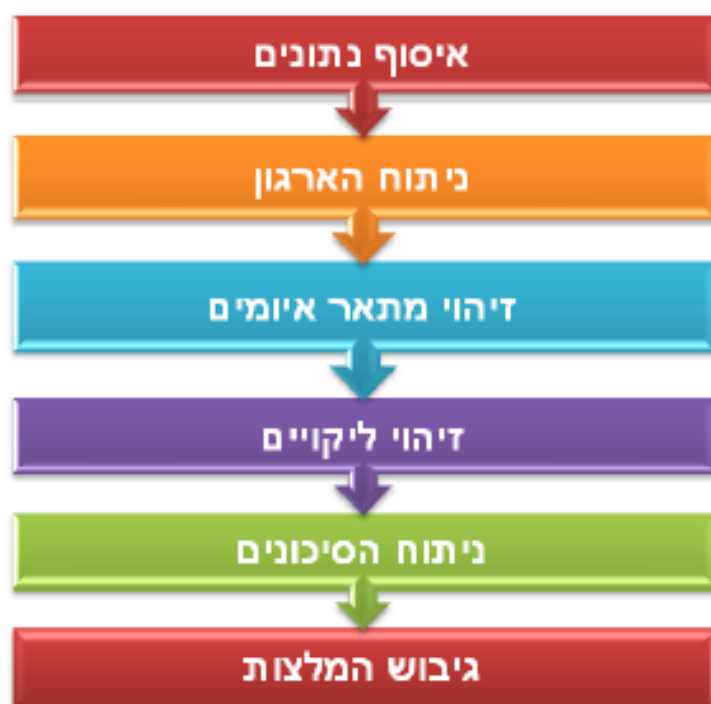 איסוף נתונים
ניתוח הארגון
זיהוי מתאר איומים
זיהוי ליקויים
ניתוח הסיכונים
גיבוש המלצות